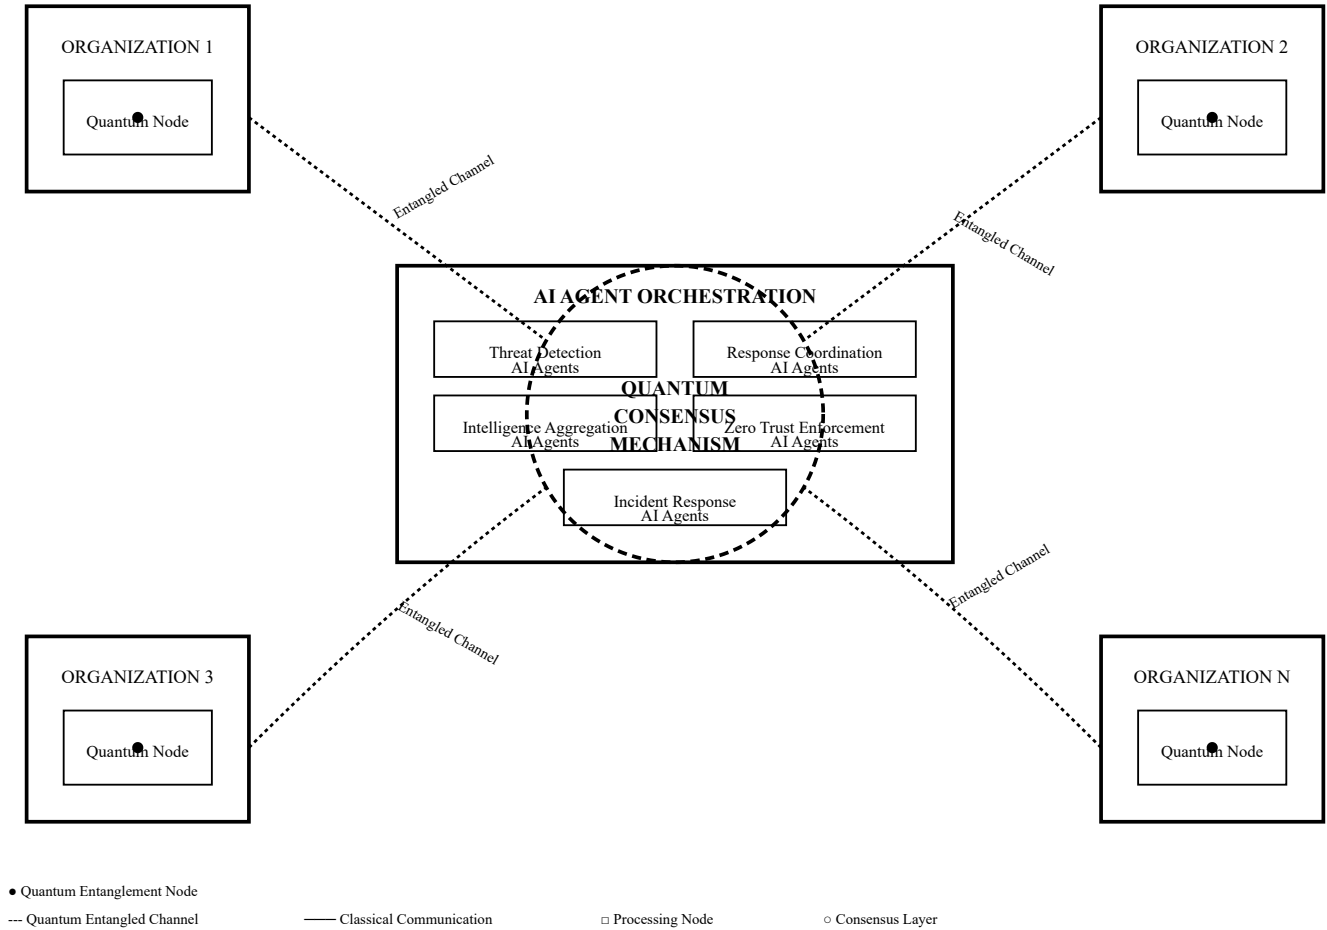 ORGANIZATION 1
Quantum Node
ORGANIZATION 2
Quantum Node
Entangled Channel
Entangled Channel
AI AGENT ORCHESTRATION
Threat Detection
AI Agents
Response Coordination
AI Agents
QUANTUM
CONSENSUS
MECHANISM
Intelligence Aggregation
AI Agents
Zero Trust Enforcement
AI Agents
Incident Response
AI Agents
Entangled Channel
Entangled Channel
ORGANIZATION 3
Quantum Node
ORGANIZATION N
Quantum Node
● Quantum Entanglement Node
--- Quantum Entangled Channel
—— Classical Communication
□ Processing Node
○ Consensus Layer